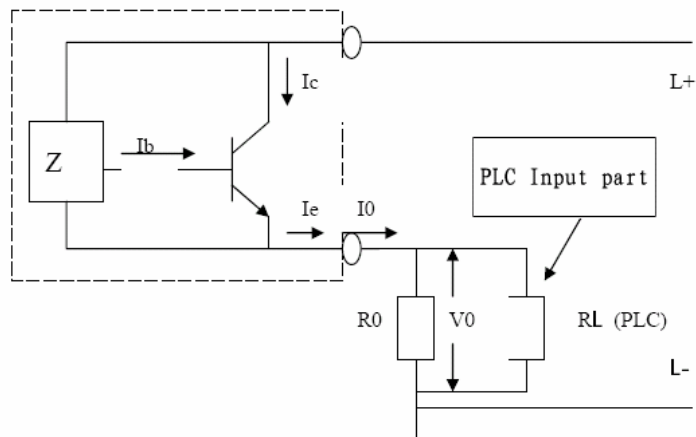 Ic
L+
Z
Ib
PLC Input part
Ie
I0
R0
V0
RL (PLC)
L-